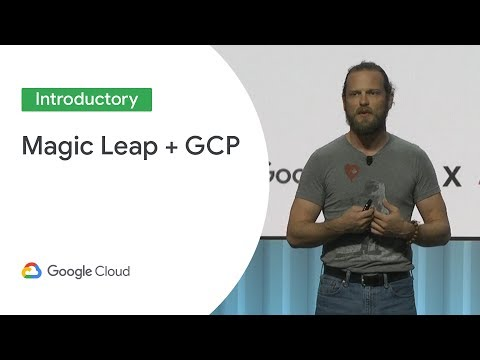 Introductory
Magic Leap + GCP
Google Cloud
X